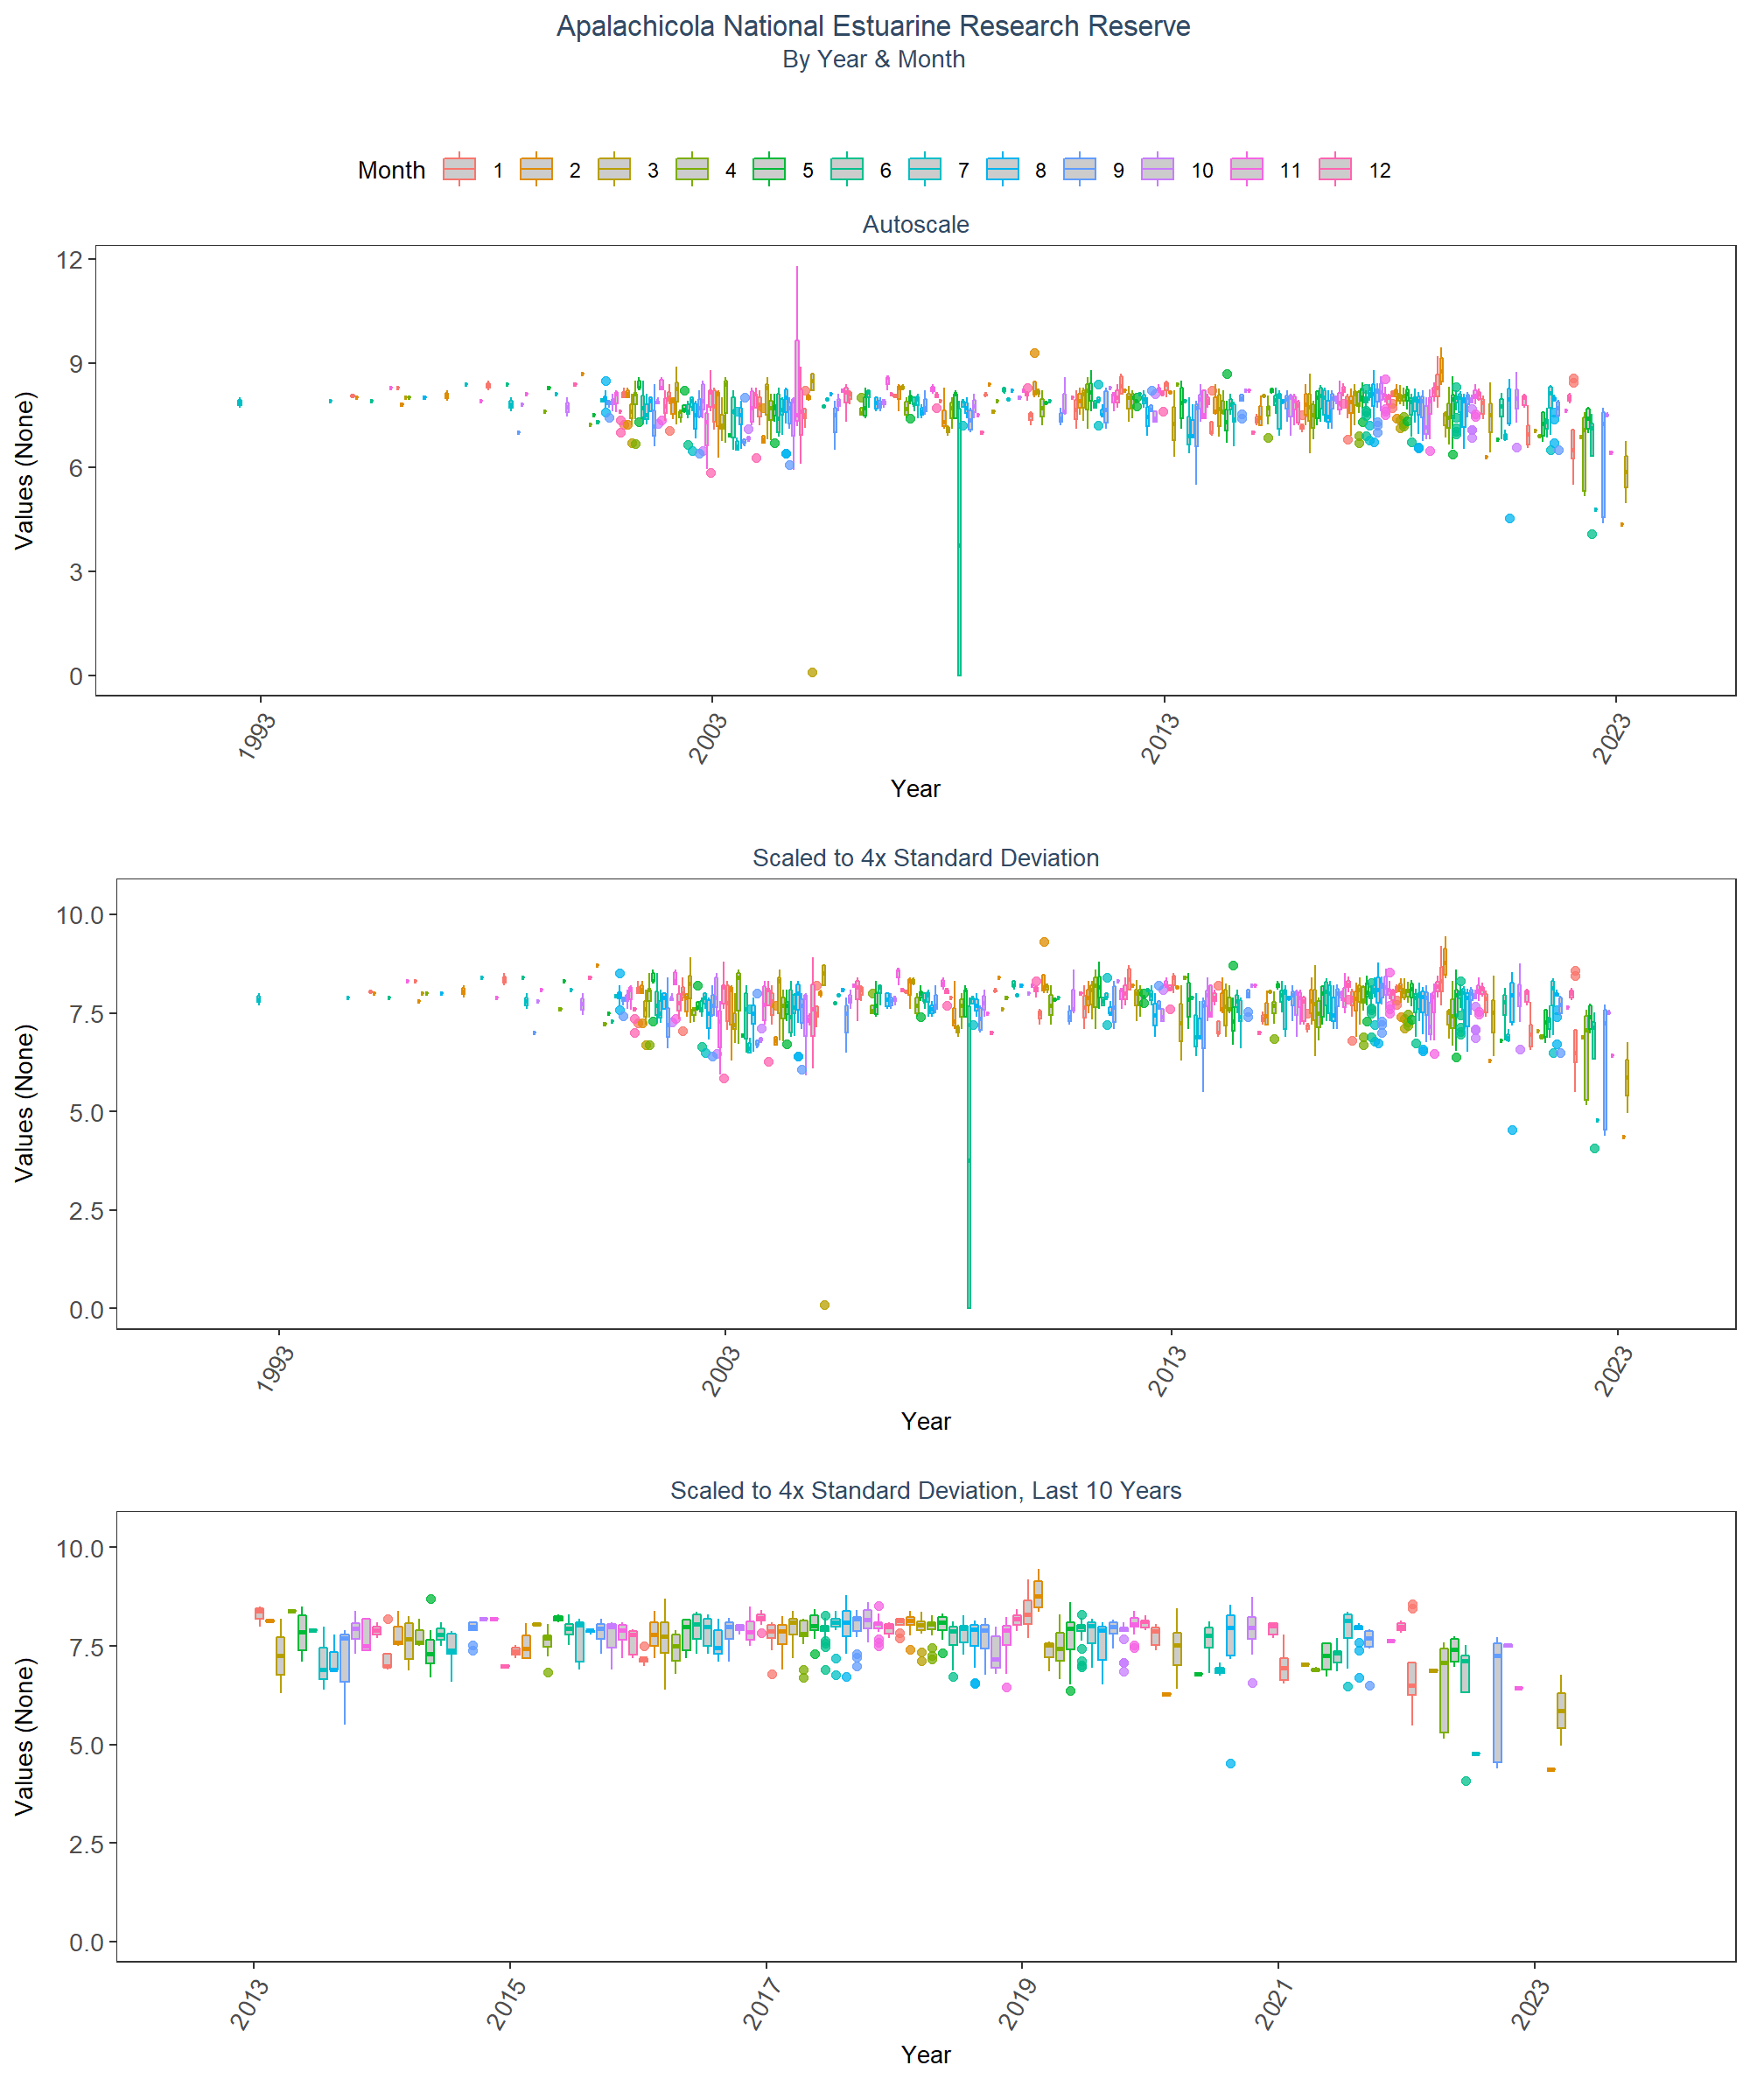 Apalachicola National Estuarine Research Reserve
By Year & Month
Month 1 2 3 4 5 6 7 8 9 10 11 12
Autoscale
12
9
6
3
0
Values (None)
1993 2003 2013 2023
Year
Scaled to 4x Standard Deviation
10.0
7.5
5.0
2.5
0.0
Values (None)
1993 2003 2013 2023
Year
Scaled to 4x Standard Deviation, Last 10 Years
10.0
7.5
5.0
2.5
0.0
Values (None)
2013 2015 2017 2019 2021 2023
Year